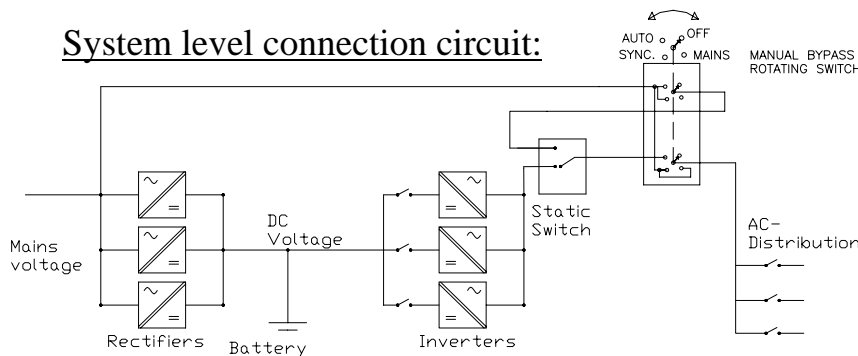 System level connection circuit:
AUTO
OFF
SYNC.
MAINS
MANUAL BYPASS
ROTATING SWITCH
Static
Switch
DC
Voltage
AC-
Distribution
Mains
voltage
Rectifiers
Battery
Inverters